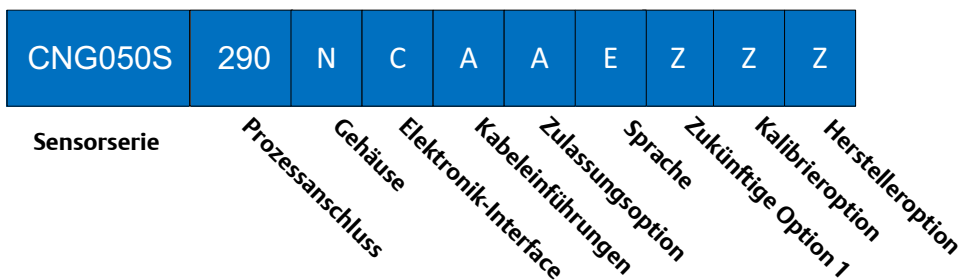 CNG050S 290 N C A A E Z Z Z
Sensorserie
Prozessanschluss
Gehäuse
Elektronik-Interface
Kabeleinführungen
Zulassungsoption
Sprache
Zukünftige Option 1
Kalibrieroption
Herstelleroption